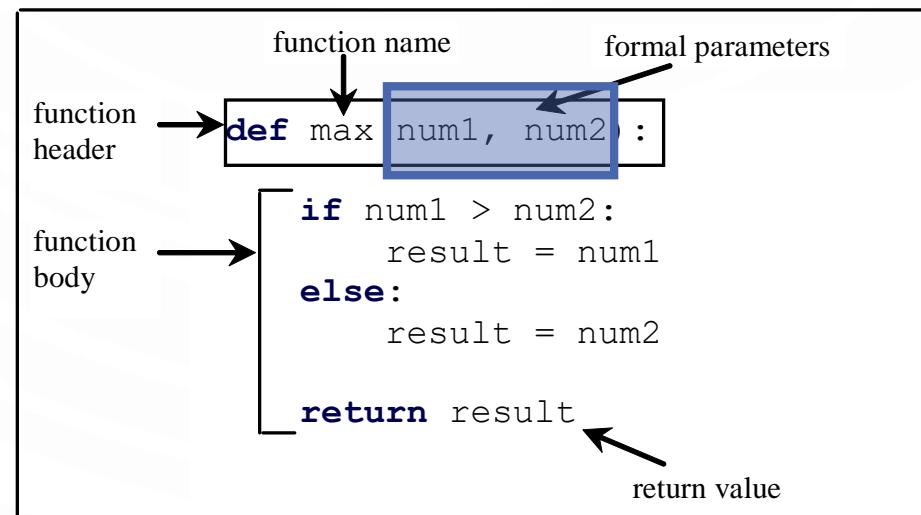 function name
formal parameters
function
header
def max num1, num2):
if num1 > num2:
result = num1
else:
result = num2
return result
function
body
return value